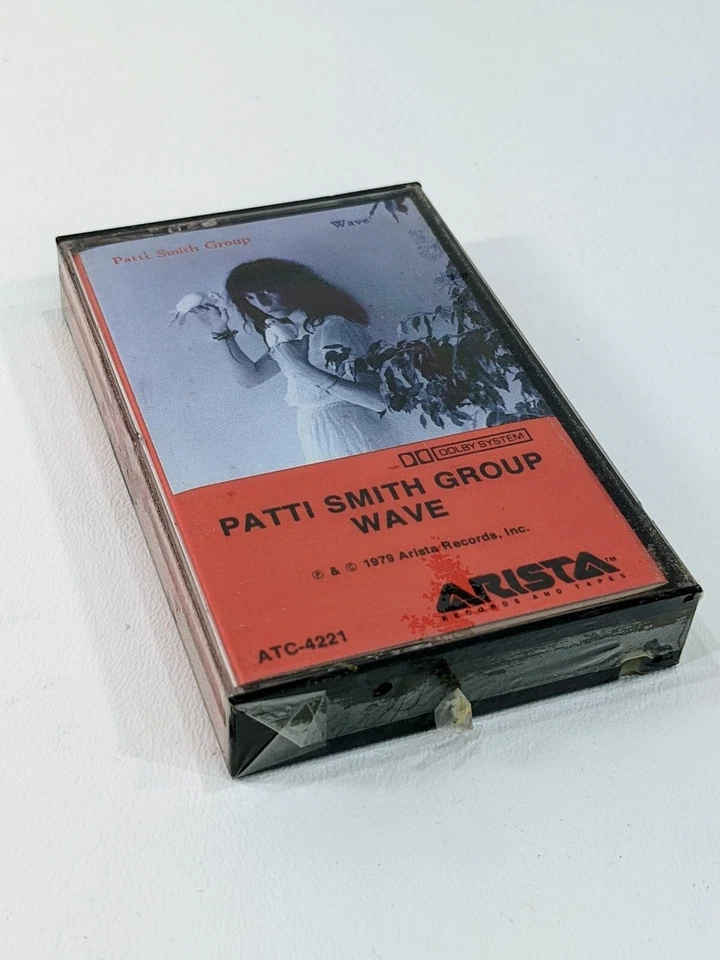 Patti Smith Group
Wave
DOLBY SYSTEM
PATTI SMITH GROUP
WAVE
℗ & © 1979 Arista Records, Inc.
ARISTA™
RECORDS AND TAPES
ATC-4221